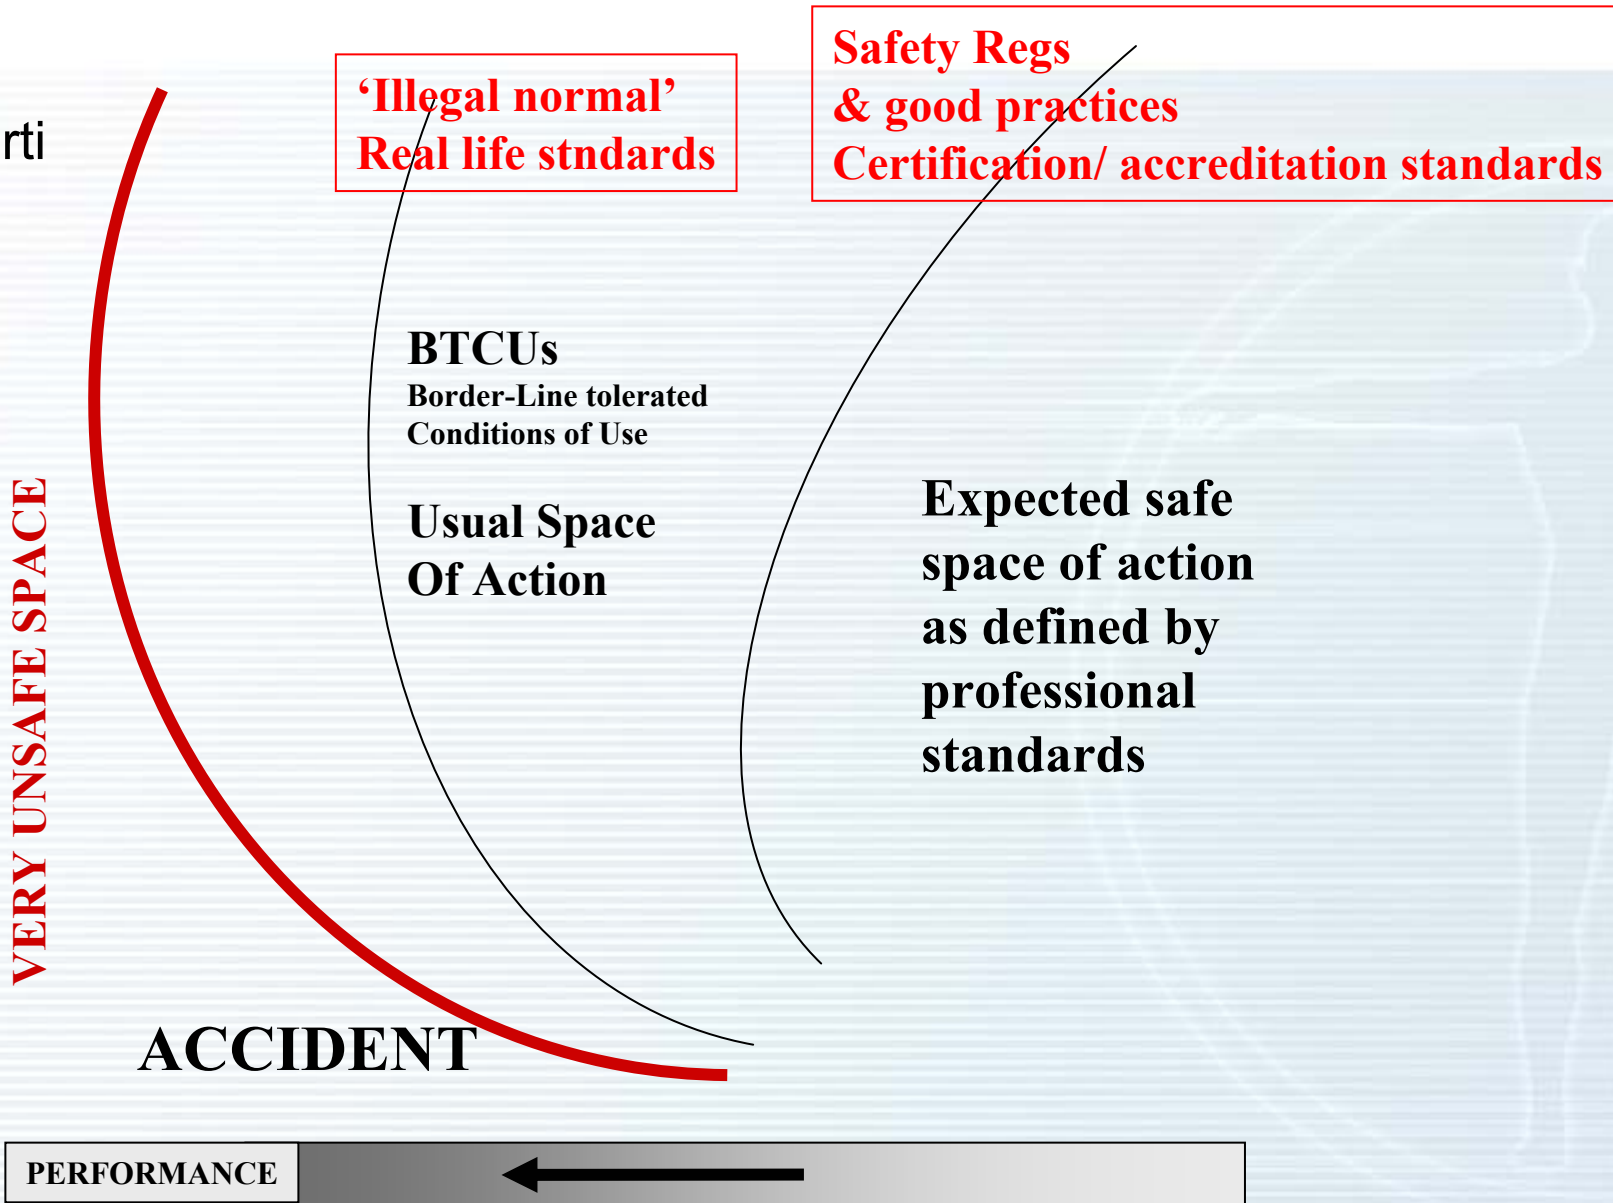 Safety Regs
& good practices
Certification/ accreditation standards
‘Illegal normal’
Real life stndards
rti
BTCUs
Border-Line tolerated
Conditions of Use
Usual Space
Of Action
Expected safe
space of action
as defined by
professional
standards
VERY UNSAFE SPACE
ACCIDENT
PERFORMANCE